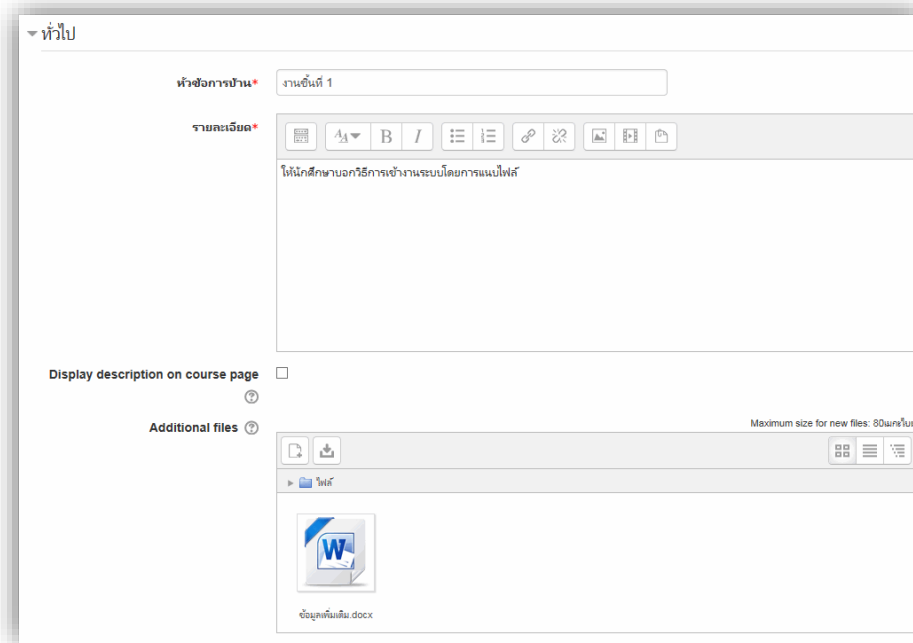 ทั่วไป
หัวข้อการบ้าน* งานชิ้นที่ 1
รายละเอียด*
ให้นักศึกษาบอกวิธีการเข้างานระบบโดยการแนบไฟล์
Display description on course page
Additional files
Maximum size for new files: 80เมกะไบต์
ไฟล์
ข้อมูลเพิ่มเติม.docx